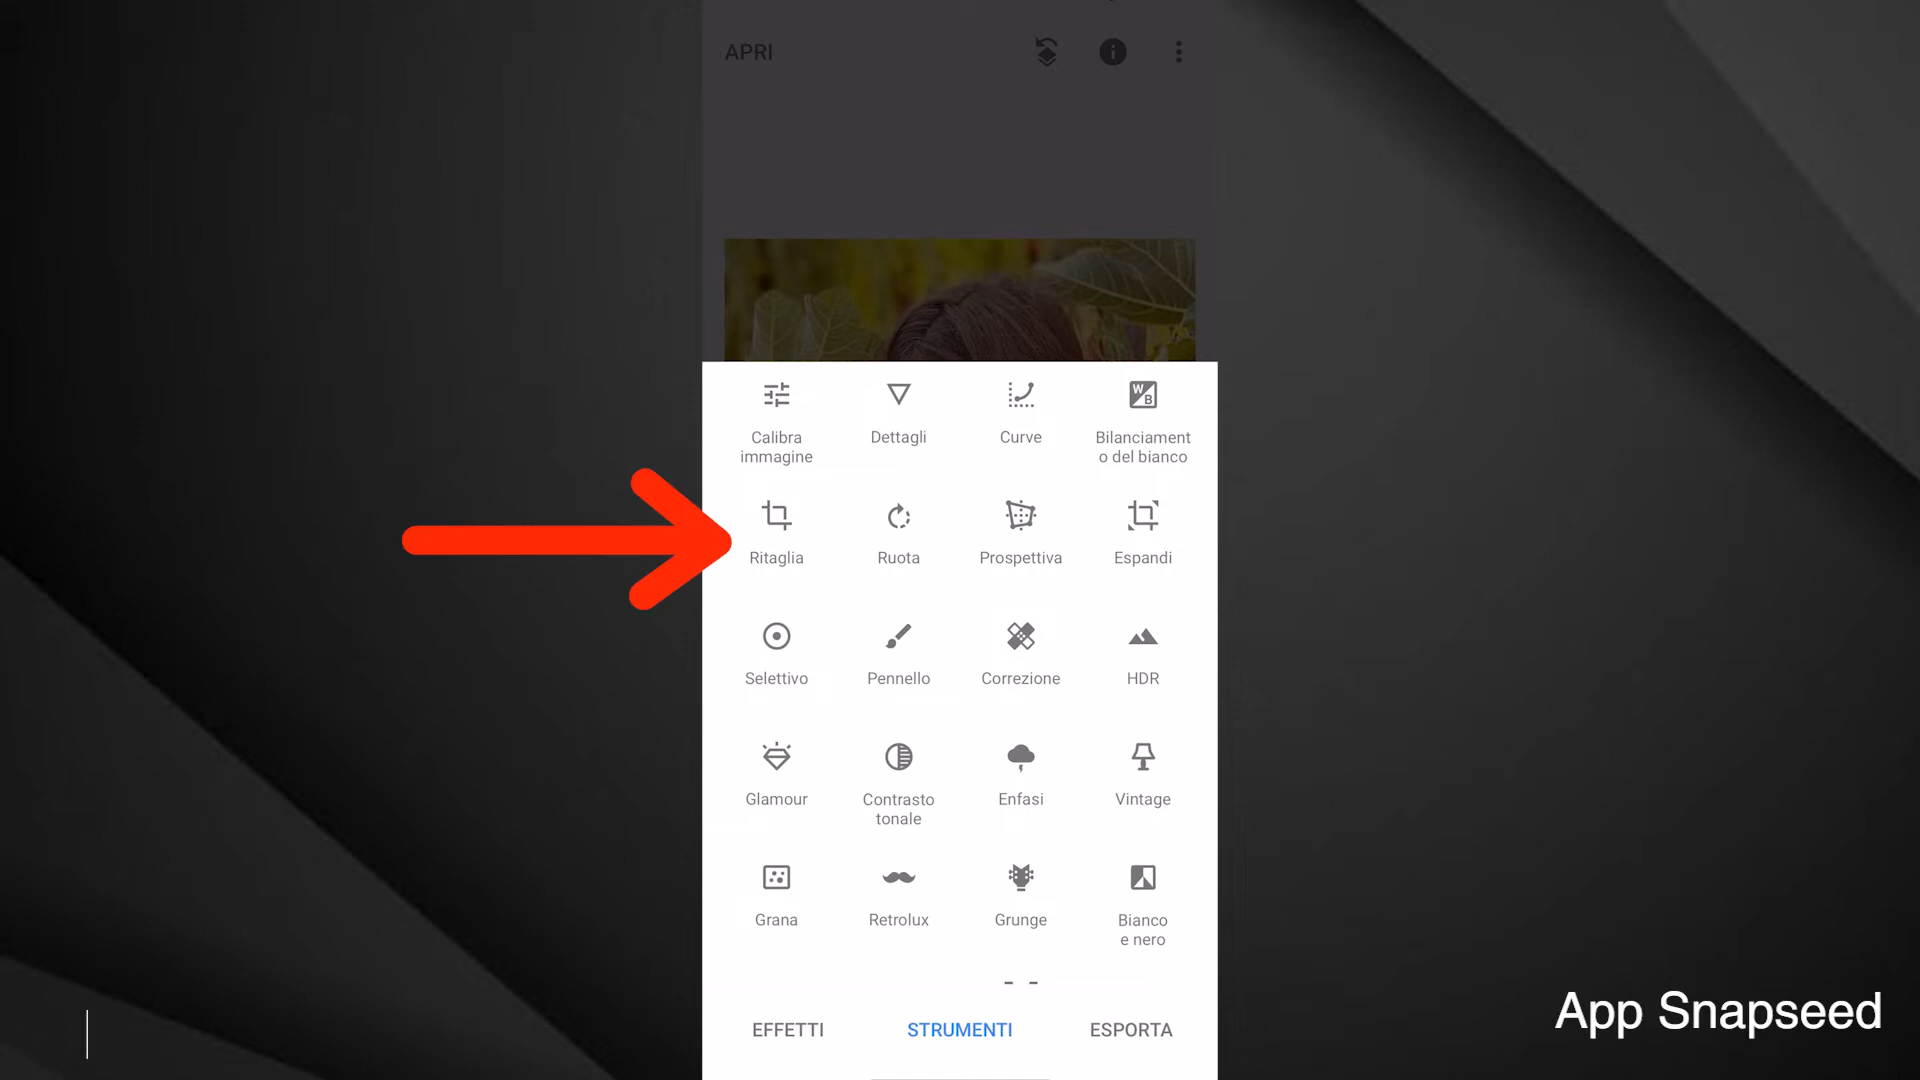 APRI
Calibra
immagine
Dettagli
Curve
W
B
Bilanciament
o del bianco
Ritaglia
Ruota
Prospettiva
Espandi
Selettivo
Pennello
Correzione
HDR
Glamour
Contrasto
tonale
Enfasi
Vintage
Grana
Retrolux
Grunge
Bianco
e nero
EFFETTI
STRUMENTI
ESPORTA
App Snapseed